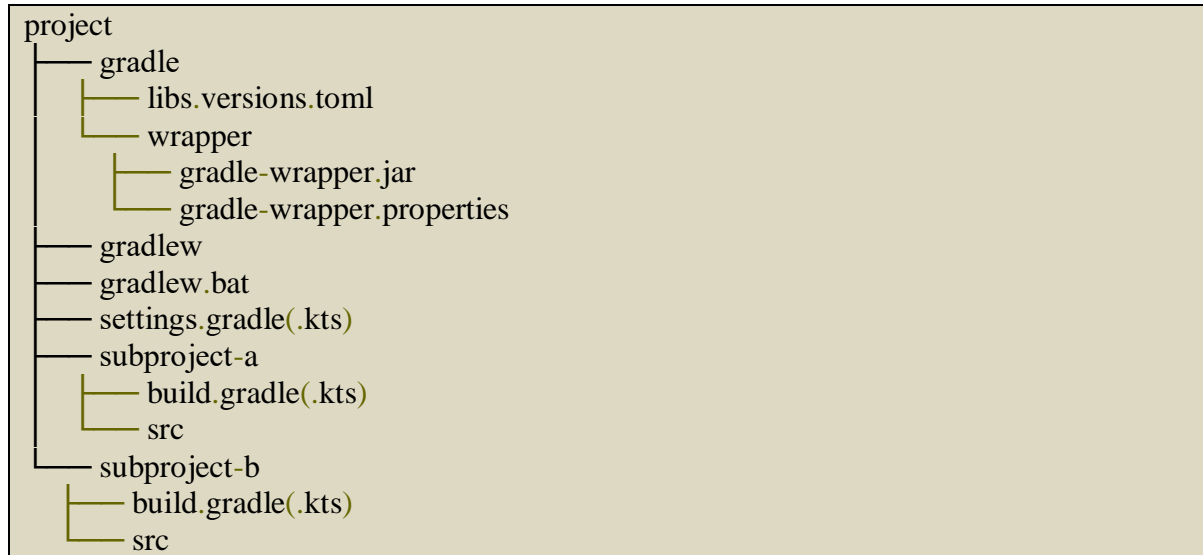 project
├── gradle
│   ├── libs.versions.toml
│   └── wrapper
│       ├── gradle-wrapper.jar
│       └── gradle-wrapper.properties
├── gradlew
├── gradlew.bat
├── settings.gradle(.kts)
├── subproject-a
│   ├── build.gradle(.kts)
│   └── src
└── subproject-b
    ├── build.gradle(.kts)
    └── src